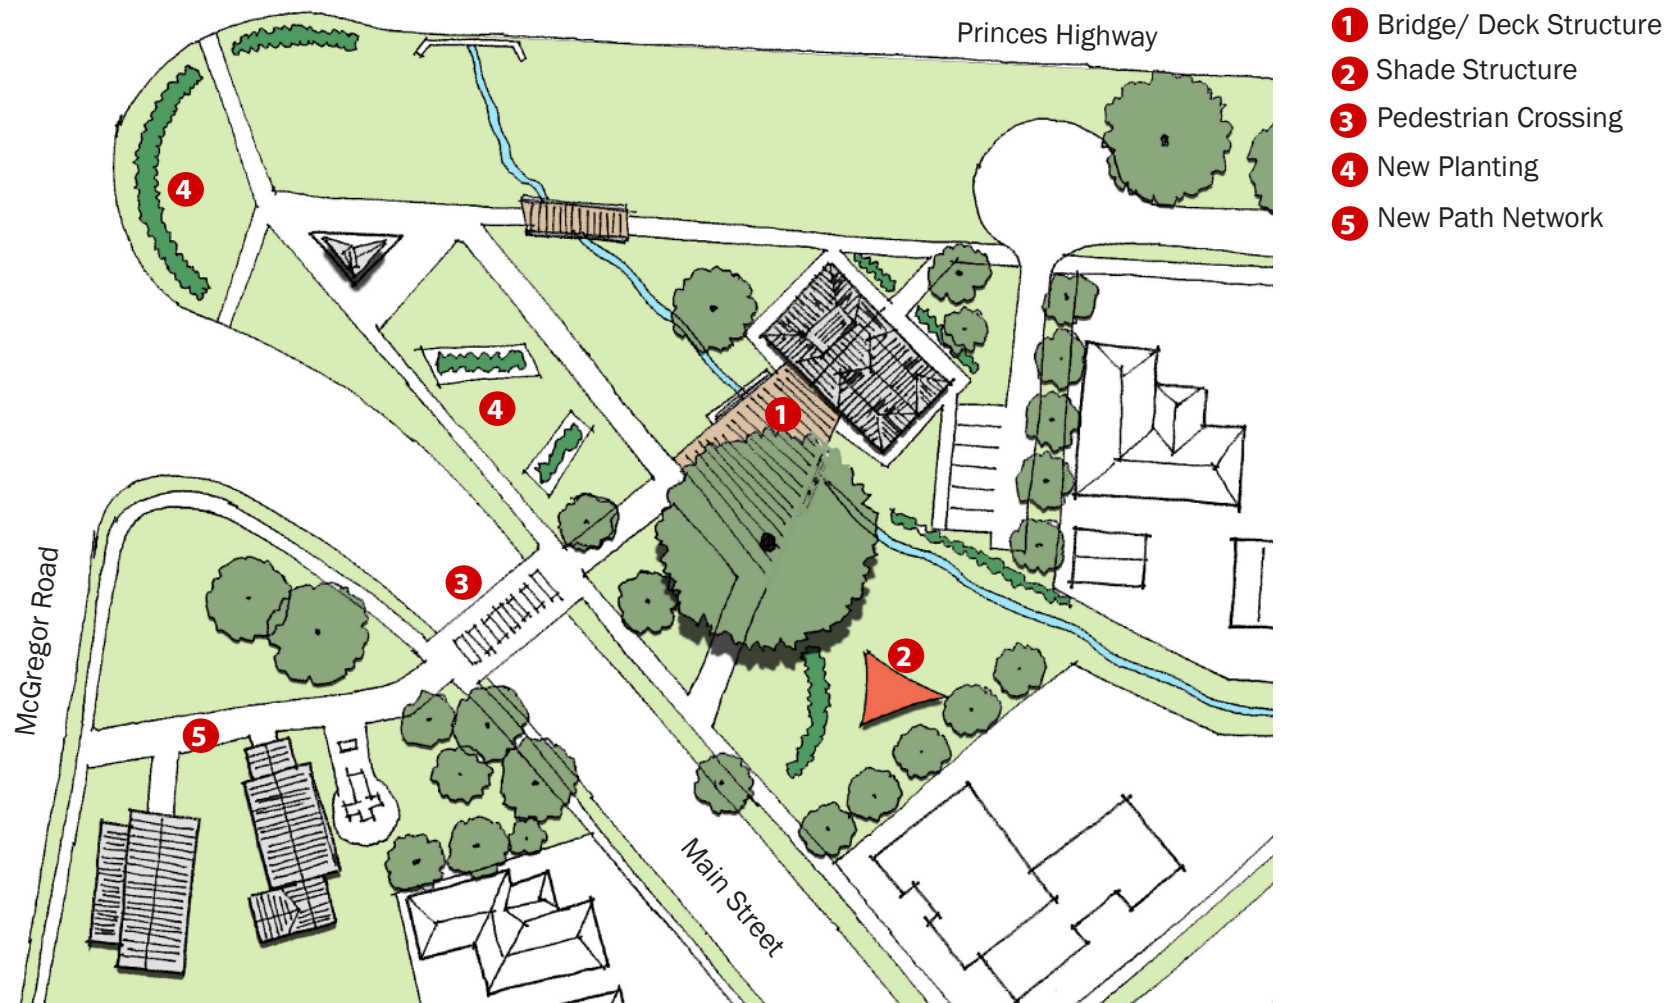 Princes Highway
1 Bridge/ Deck Structure
2 Shade Structure
3 Pedestrian Crossing
4 New Planting
5 New Path Network
4
4
1
3
2
McGregor Road
5
Main Street